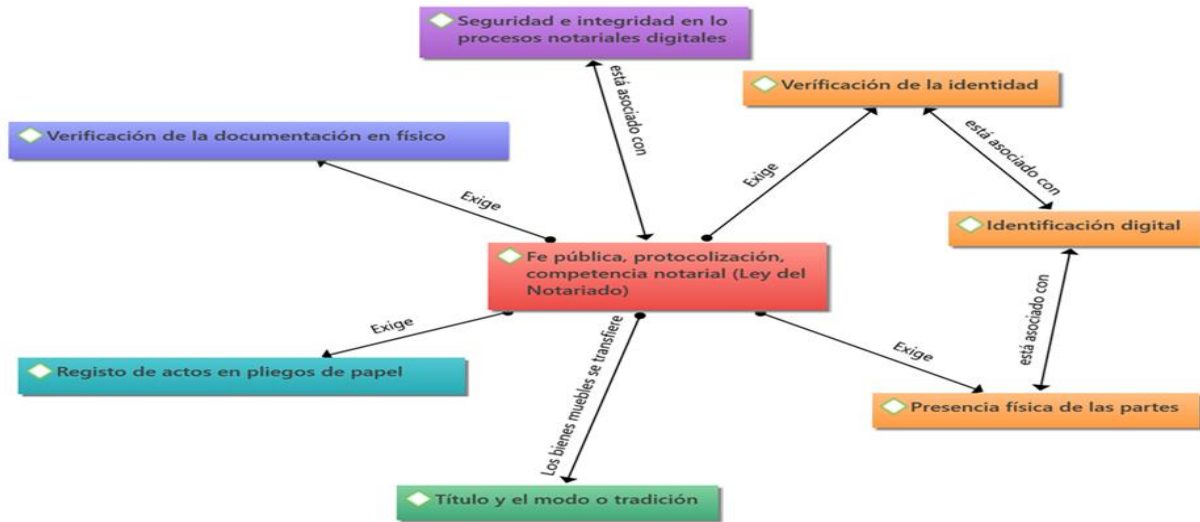 Seguridad e integridad en lo
procesos notariales digitales
está asociado con
Verificación de la identidad
Verificación de la documentación en físico
Exige
Exige
está asociado con
Identificación digital
Fe pública, protocolización,
competencia notarial (Ley del
Notariado)
está asociado con
Exige
Exige
Registo de actos en pliegos de papel
Los bienes muebles se transfiere
Presencia física de las partes
Título y el modo o tradición